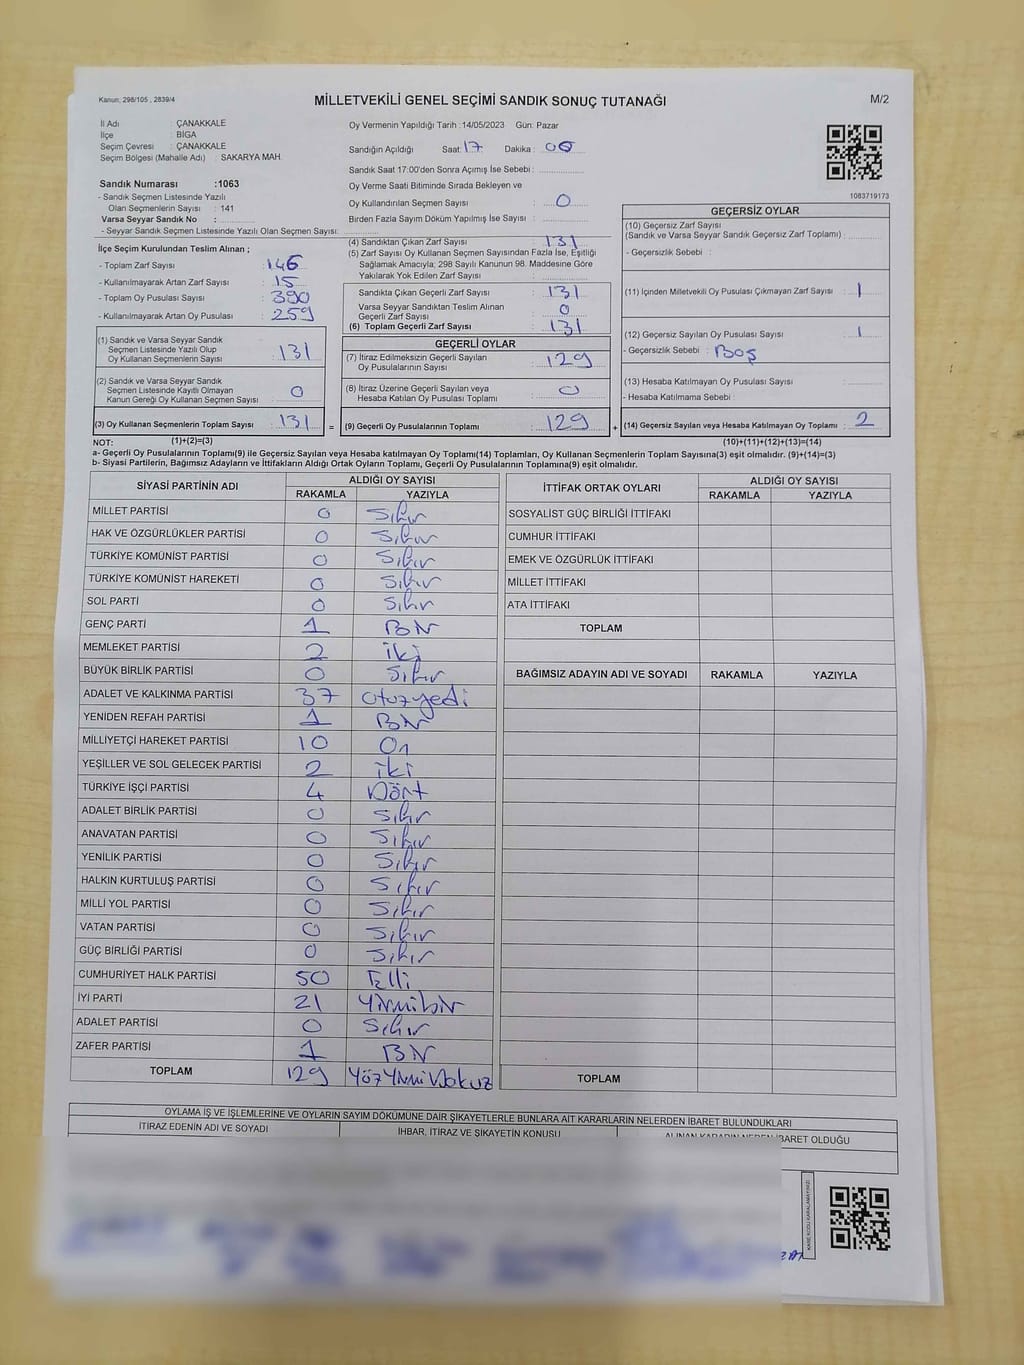 Kanun: 298/105 , 2839/4
MİLLETVEKİLİ GENEL SEÇİMİ SANDIK SONUÇ TUTANAĞI
M/2
İl Adı : ÇANAKKALE
İlçe : BİGA
Seçim Çevresi : ÇANAKKALE
Seçim Bölgesi (Mahalle Adı) : SAKARYA MAH.
Sandık Numarası :1063
- Sandık Seçmen Listesinde Yazılı
Olan Seçmenlerin Sayısı : 141
Varsa Seyyar Sandık No :
- Seyyar Sandık Seçmen Listesinde Yazılı Olan Seçmen Sayısı:
Oy Vermenin Yapıldığı Tarih :14/05/2023 Gün: Pazar
Sandığın Açıldığı Saat: 17 Dakika : 00
Sandık Saat 17:00'den Sonra Açımış İse Sebebi :
Oy Verme Saati Bitiminde Sırada Bekleyen ve
Oy Kullandırılan Seçmen Sayısı : 0
Birden Fazla Sayım Döküm Yapılmış İse Sayısı :
1083719173
İlçe Seçim Kurulundan Teslim Alınan ;
- Toplam Zarf Sayısı : 146
- Kullanılmayarak Artan Zarf Sayısı : 15
- Toplam Oy Pusulası Sayısı : 390
- Kullanılmayarak Artan Oy Pusulası : 259
(4) Sandıktan Çıkan Zarf Sayısı : 131
(5) Zarf Sayısı Oy Kullanan Seçmen Sayısından Fazla İse, Eşitliği
Sağlamak Amacıyla; 298 Sayılı Kanunun 98. Maddesine Göre
Yakılarak Yok Edilen Zarf Sayısı :
Sandıkta Çıkan Geçerli Zarf Sayısı : 131
Varsa Seyyar Sandıktan Teslim Alınan
Geçerli Zarf Sayısı : 0
(6) Toplam Geçerli Zarf Sayısı : 131
GEÇERSİZ OYLAR
(10) Geçersiz Zarf Sayısı
(Sandık ve Varsa Seyyar Sandık Geçersiz Zarf Toplamı) :
- Geçersizlik Sebebi :
(11) İçinden Milletvekili Oy Pusulası Çıkmayan Zarf Sayısı : 1
(12) Geçersiz Sayılan Oy Pusulası Sayısı : 1
- Geçersizlik Sebebi : Boş
(13) Hesaba Katılmayan Oy Pusulası Sayısı :
- Hesaba Katılmama Sebebi :
(14) Geçersiz Sayılan veya Hesaba Katılmayan Oy Toplamı : 2
(1) Sandık ve Varsa Seyyar Sandık
Seçmen Listesinde Yazılı Olup
Oy Kullanan Seçmenlerin Sayısı : 131
(2) Sandık ve Varsa Seyyar Sandık
Seçmen Listesinde Kayıtlı Olmayan
Kanun Gereği Oy Kullanan Seçmen Sayısı : 0
(3) Oy Kullanan Seçmenlerin Toplam Sayısı : 131 =
GEÇERLİ OYLAR
(7) İtiraz Edilmeksizin Geçerli Sayılan
Oy Pusulalarının Sayısı : 129
(8) İtiraz Üzerine Geçerli Sayılan veya
Hesaba Katılan Oy Pusulası Toplamı : 0
(9) Geçerli Oy Pusulalarının Toplamı : 129 +
NOT: (1)+(2)=(3)
(10)+(11)+(12)+(13)=(14)
a- Geçerli Oy Pusulalarının Toplamı(9) ile Geçersiz Sayılan veya Hesaba katılmayan Oy Toplamı(14) Toplamları, Oy Kullanan Seçmenlerin Toplam Sayısına(3) eşit olmalıdır. (9)+(14)=(3)
b- Siyasi Partilerin, Bağımsız Adayların ve İttifakların Aldığı Ortak Oyların Toplamı, Geçerli Oy Pusulalarının Toplamına(9) eşit olmalıdır.
SİYASİ PARTİNİN ADI ALDIĞI OY SAYISI
RAKAMLA YAZIYLA
MİLLET PARTİSİ 0 Sıfır
HAK VE ÖZGÜRLÜKLER PARTİSİ 0 Sıfır
TÜRKİYE KOMÜNİST PARTİSİ 0 Sıfır
TÜRKİYE KOMÜNİST HAREKETİ 0 Sıfır
SOL PARTİ 0 Sıfır
GENÇ PARTİ 1 Bir
MEMLEKET PARTİSİ 2 iki
BÜYÜK BİRLİK PARTİSİ 0 Sıfır
ADALET VE KALKINMA PARTİSİ 37 otuzyedi
YENİDEN REFAH PARTİSİ 1 Bir
MİLLİYETÇİ HAREKET PARTİSİ 10 On
YEŞİLLER VE SOL GELECEK PARTİSİ 2 iki
TÜRKİYE İŞÇİ PARTİSİ 4 Dört
ADALET BİRLİK PARTİSİ 0 Sıfır
ANAVATAN PARTİSİ 0 Sıfır
YENİLİK PARTİSİ 0 Sıfır
HALKIN KURTULUŞ PARTİSİ 0 Sıfır
MİLLİ YOL PARTİSİ 0 Sıfır
VATAN PARTİSİ 0 Sıfır
GÜÇ BİRLİĞİ PARTİSİ 0 Sıfır
CUMHURİYET HALK PARTİSİ 50 Elli
İYİ PARTİ 21 Yirmibir
ADALET PARTİSİ 0 Sıfır
ZAFER PARTİSİ 1 Bir
TOPLAM 129 YözYirmiDokuz
İTTİFAK ORTAK OYLARI ALDIĞI OY SAYISI
RAKAMLA YAZIYLA
SOSYALİST GÜÇ BİRLİĞİ İTTİFAKI
CUMHUR İTTİFAKI
EMEK VE ÖZGÜRLÜK İTTİFAKI
MİLLET İTTİFAKI
ATA İTTİFAKI
TOPLAM
BAĞIMSIZ ADAYIN ADI VE SOYADI RAKAMLA YAZIYLA
TOPLAM
OYLAMA İŞ VE İŞLEMLERİNE VE OYLARIN SAYIM DÖKÜMÜNE DAİR ŞİKAYETLERLE BUNLARA AİT KARARLARIN NELERDEN İBARET BULUNDUKLARI
İTİRAZ EDENİN ADI VE SOYADI İHBAR, İTİRAZ VE ŞİKAYETİN KONUSU ALINAN KARARIN NEDEN İBARET OLDUĞU
KARE KODU KARALAMAYINIZ!